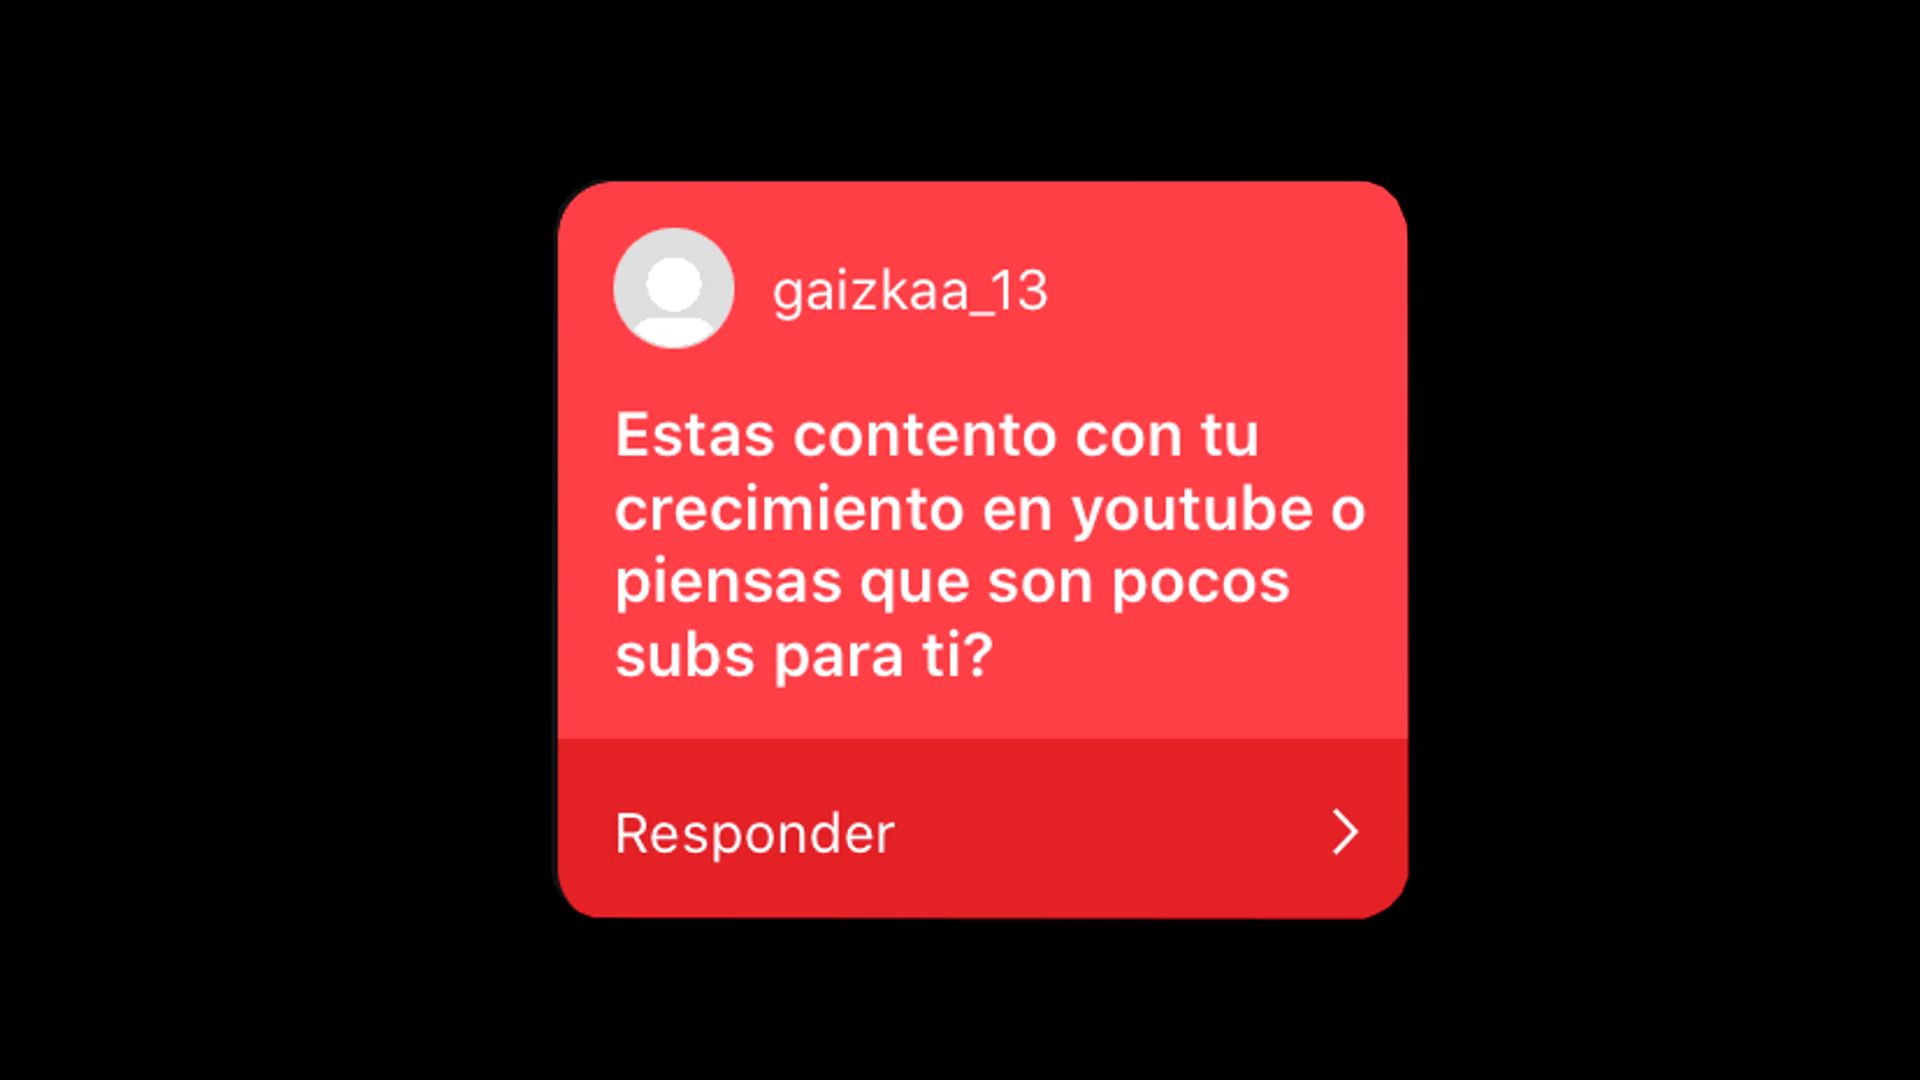 gaizkaa_13
Estas contento con tu
crecimiento en youtube o
piensas que son pocos
subs para ti?
Responder